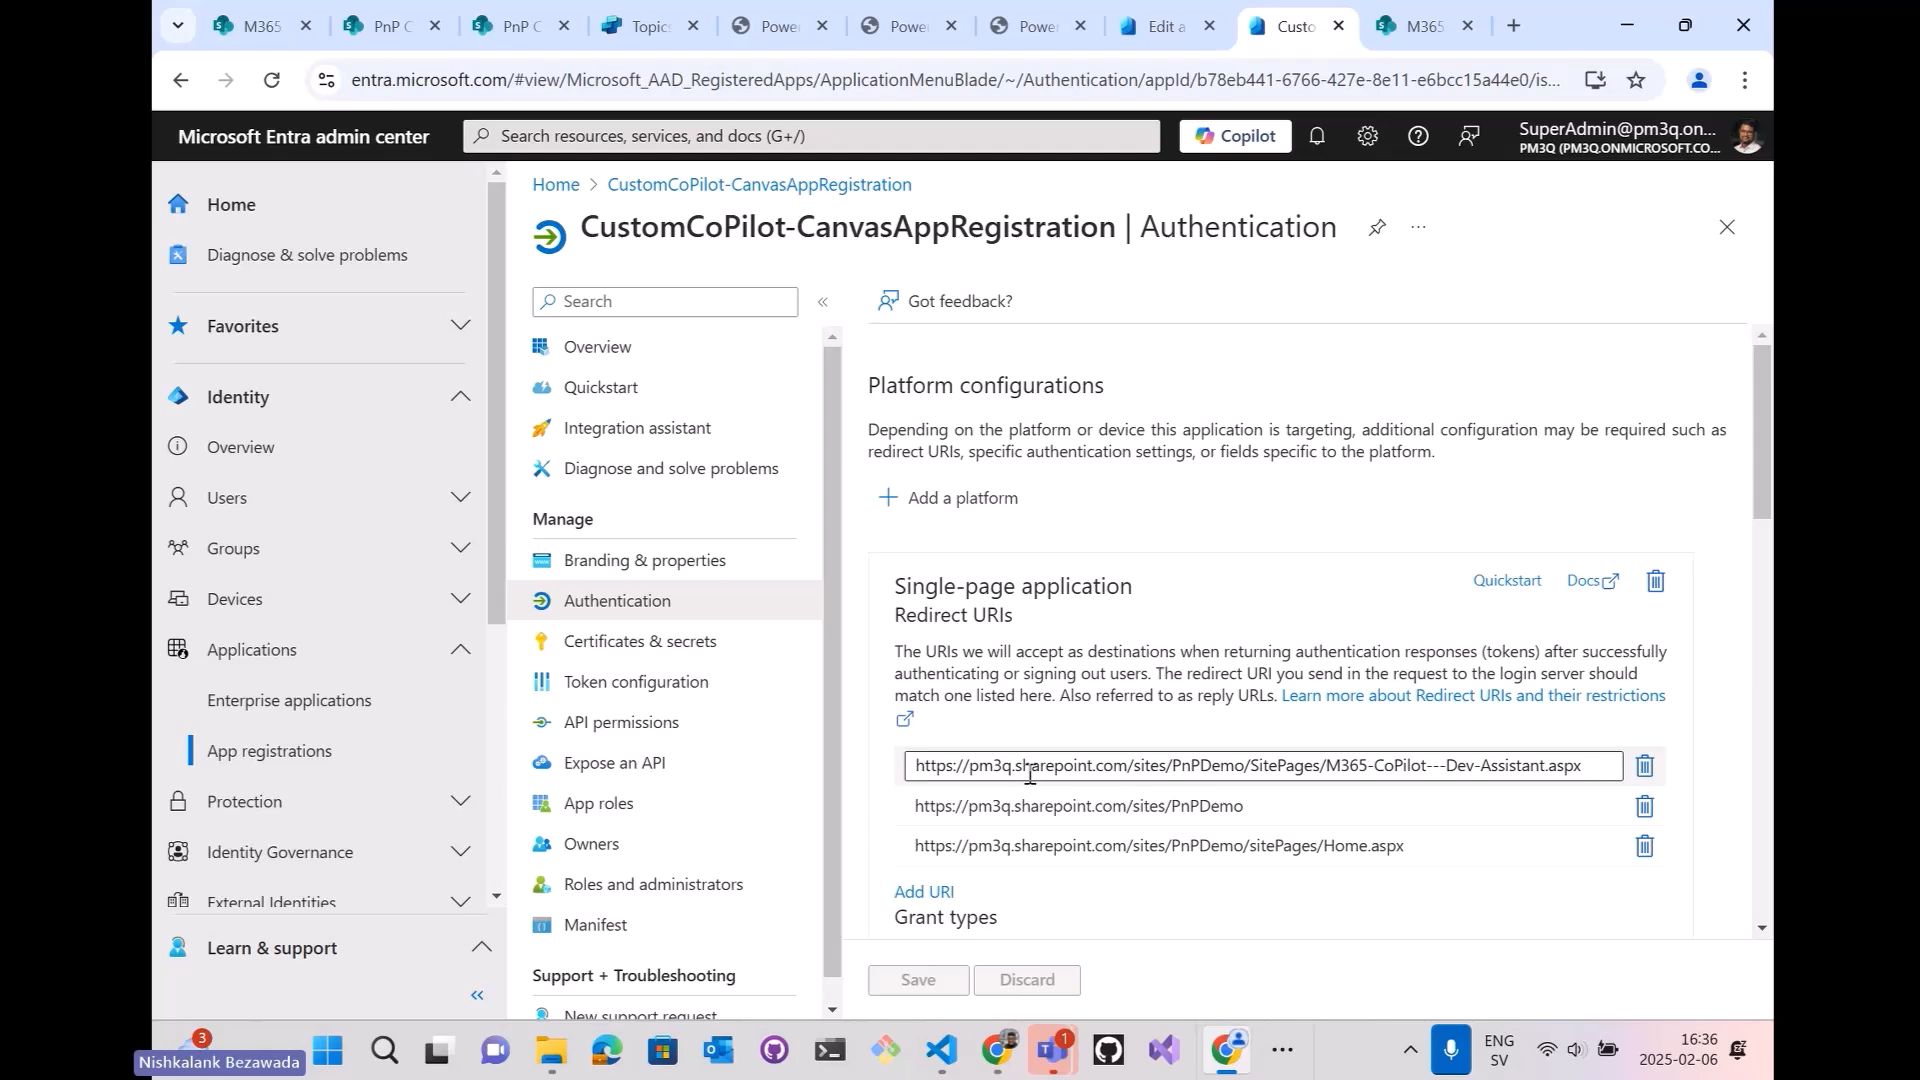 M365
PnP C
PnP C
Topic
Powe
Powe
Powe
Edit a
Custo
M365
entra.microsoft.com/#view/Microsoft_AAD_RegisteredApps/ApplicationMenuBlade/~/Authentication/appId/b78eb441-6766-427e-8e11-e6bcc15a44e0/is...
Microsoft Entra admin center
Search resources, services, and docs (G+/)
Copilot
SuperAdmin@pm3q.on...
PM3Q (PM3Q.ONMICROSOFT.CO...
Home
Diagnose & solve problems
Favorites
Identity
Overview
Users
Groups
Devices
Applications
Enterprise applications
App registrations
Protection
Identity Governance
External Identities
Learn & support
Home > CustomCoPilot-CanvasAppRegistration
CustomCoPilot-CanvasAppRegistration | Authentication
Search
Overview
Quickstart
Integration assistant
Diagnose and solve problems
Manage
Branding & properties
Authentication
Certificates & secrets
Token configuration
API permissions
Expose an API
App roles
Owners
Roles and administrators
Manifest
Support + Troubleshooting
New support request
Got feedback?
Platform configurations
Depending on the platform or device this application is targeting, additional configuration may be required such as
redirect URIs, specific authentication settings, or fields specific to the platform.
Add a platform
Single-page application
Quickstart
Docs
Redirect URIs
The URIs we will accept as destinations when returning authentication responses (tokens) after successfully
authenticating or signing out users. The redirect URI you send in the request to the login server should
match one listed here. Also referred to as reply URLs. Learn more about Redirect URIs and their restrictions
https://pm3q.sharepoint.com/sites/PnPDemo/SitePages/M365-CoPilot---Dev-Assistant.aspx
https://pm3q.sharepoint.com/sites/PnPDemo
https://pm3q.sharepoint.com/sites/PnPDemo/sitePages/Home.aspx
Add URI
Grant types
Save
Discard
3
Nishkalank Bezawada
1
ENG
SV
16:36
2025-02-06